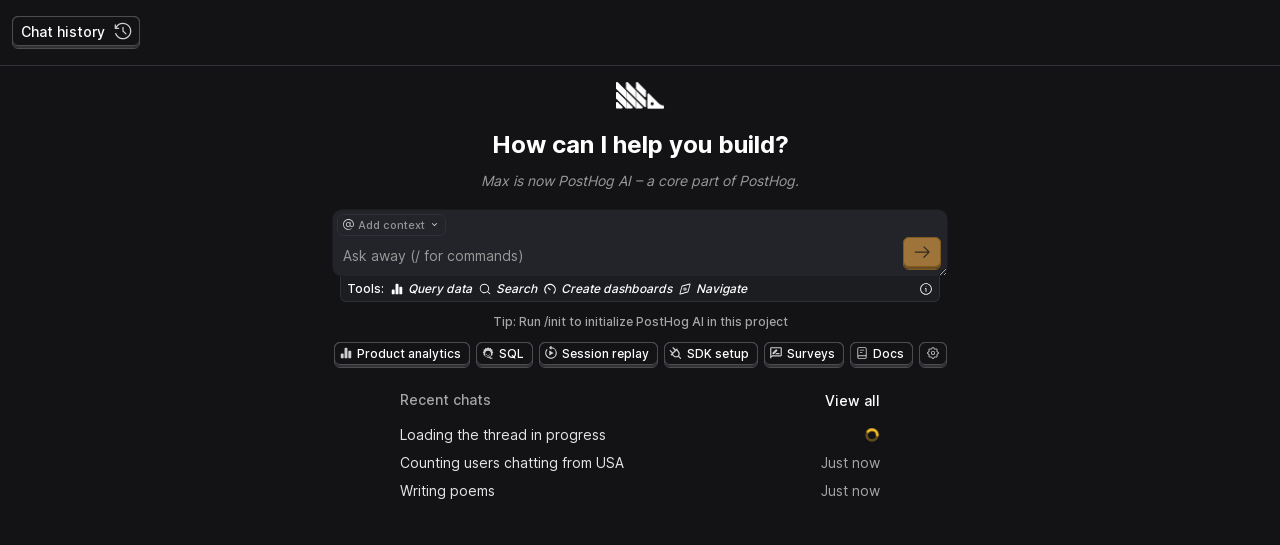 Chat history
How can I help you build?
Max is now PostHog AI – a core part of PostHog.
@ Add context
Ask away (/ for commands)
Tools: Query data Search Create dashboards Navigate
Tip: Run /init to initialize PostHog AI in this project
Product analytics SQL Session replay SDK setup Surveys Docs
Recent chats View all
Loading the thread in progress
Counting users chatting from USA Just now
Writing poems Just now